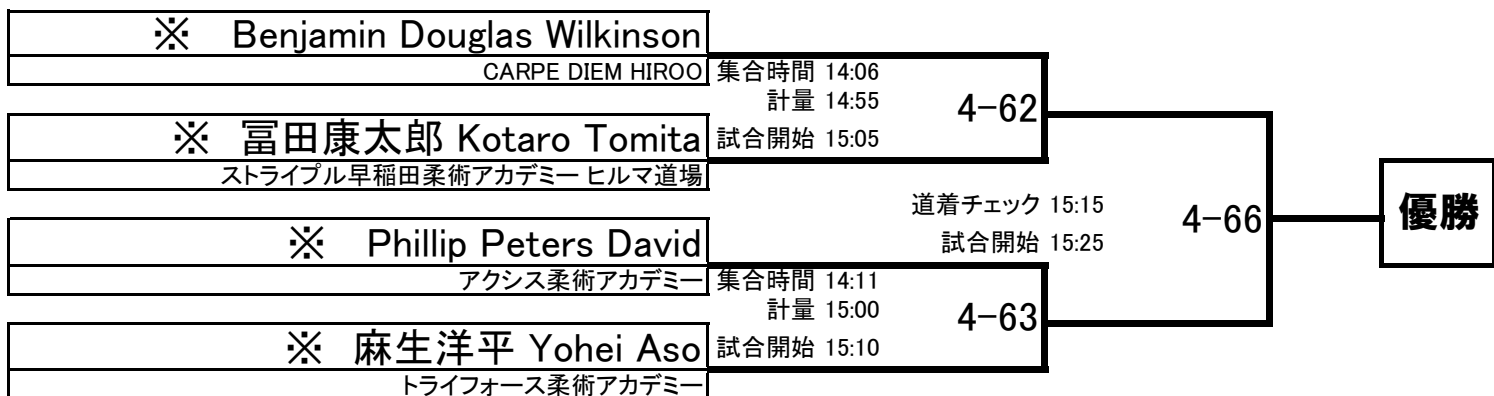 ※ Benjamin Douglas Wilkinson
CARPE DIEM HIROO
集合時間 14:06
計量 14:55
4-62
※ 冨田康太郎 Kotaro Tomita
試合開始 15:05
ストライプル早稲田柔術アカデミー ヒルマ道場
道着チェック 15:15
4-66
優勝
※ Phillip Peters David
試合開始 15:25
アクシス柔術アカデミー
集合時間 14:11
計量 15:00
4-63
※ 麻生洋平 Yohei Aso
試合開始 15:10
トライフォース柔術アカデミー